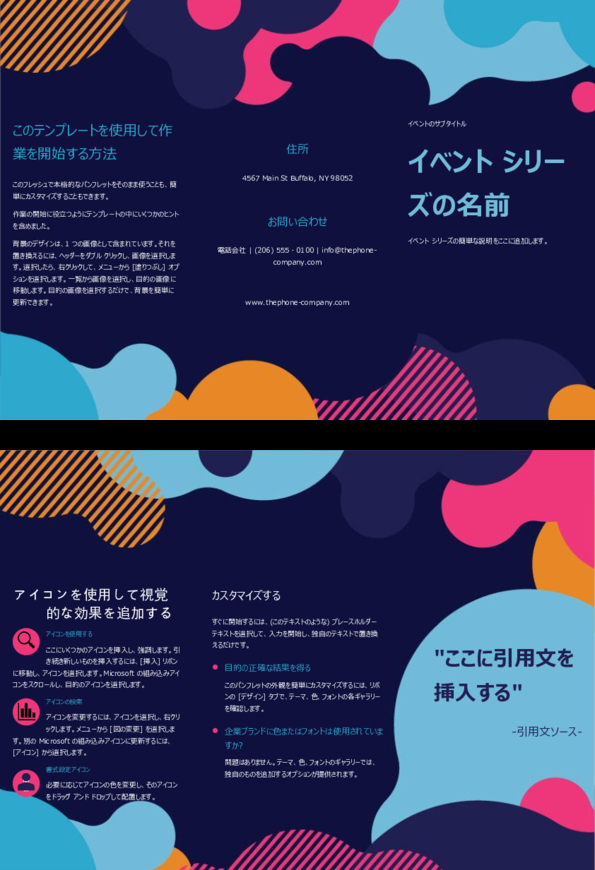 このテンプレートを使用して作
業を開始する方法
このフレッシュで本格的なパンフレットをそのまま使うことも、簡
単にカスタマイズすることもできます。
作業の開始に役立つようにテンプレートの中にいくつかのヒント
を含めました。
背景のデザインは、1 つの画像として含まれています。それを
置き換えるには、ヘッダーをダブル クリックし、画像を選択しま
す。選択したら、右クリックして、メニューから [塗りつぶし] オプ
ションを選択します。一覧から画像を選択し、目的の画像に
移動します。目的の画像を選択するだけで、背景を簡単に
更新できます。
住所
4567 Main St Buffalo, NY 98052
お問い合わせ
電話会社 | (206) 555 - 0100 | info@thephone-
company.com
www.thephone-company.com
イベントのサブタイトル
イベント シリー
ズの名前
イベント シリーズの簡単な説明をここに追加します。
アイコンを使用して視覚
的な効果を追加する
アイコンを使用する
ここにいくつかのアイコンを挿入し、強調します。引
き続き新しいものを挿入するには、[挿入] リボン
に移動し、アイコンを選択します。Microsoft の組み込みアイ
コンをスクロールし、目的のアイコンを選択します。
アイコンの検索
アイコンを変更するには、アイコンを選択し、右クリ
ックします。メニューから [図の変更] を選択しま
す。別の Microsoft の組み込みアイコンに更新するには、
[アイコン] から選択します。
書式設定アイコン
必要に応じてアイコンの色を変更し、そのアイコン
をドラッグ アンド ドロップして配置します。
カスタマイズする
すぐに開始するには、(このテキストのような) プレースホルダー
テキストを選択して、入力を開始し、独自のテキストで置き換
えるだけです。
目的の正確な結果を得る
このパンフレットの外観を簡単にカスタマイズするには、リボ
ンの [デザイン] タブで、テーマ、色、フォントの各ギャラリー
を確認します。
企業ブランドに色またはフォントは使用されていま
すか?
問題はありません。テーマ、色、フォントのギャラリーでは、
独自のものを追加するオプションが提供されます。
"ここに引用文を
挿入する"
-引用文ソース-